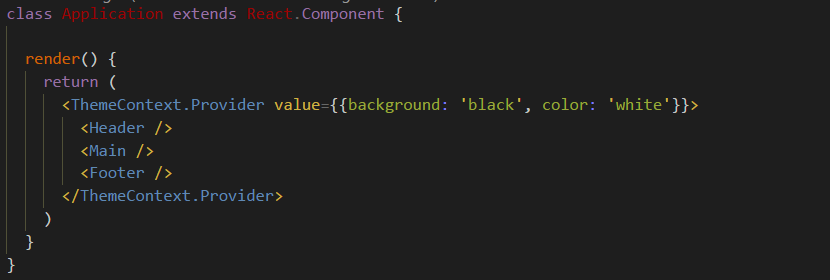 class Application extends React.Component {
render() {
return (
<ThemeContext.Provider value={{background: 'black', color: 'white'}}>
<Header />
<Main />
<Footer />
</ThemeContext.Provider>
)
}
}